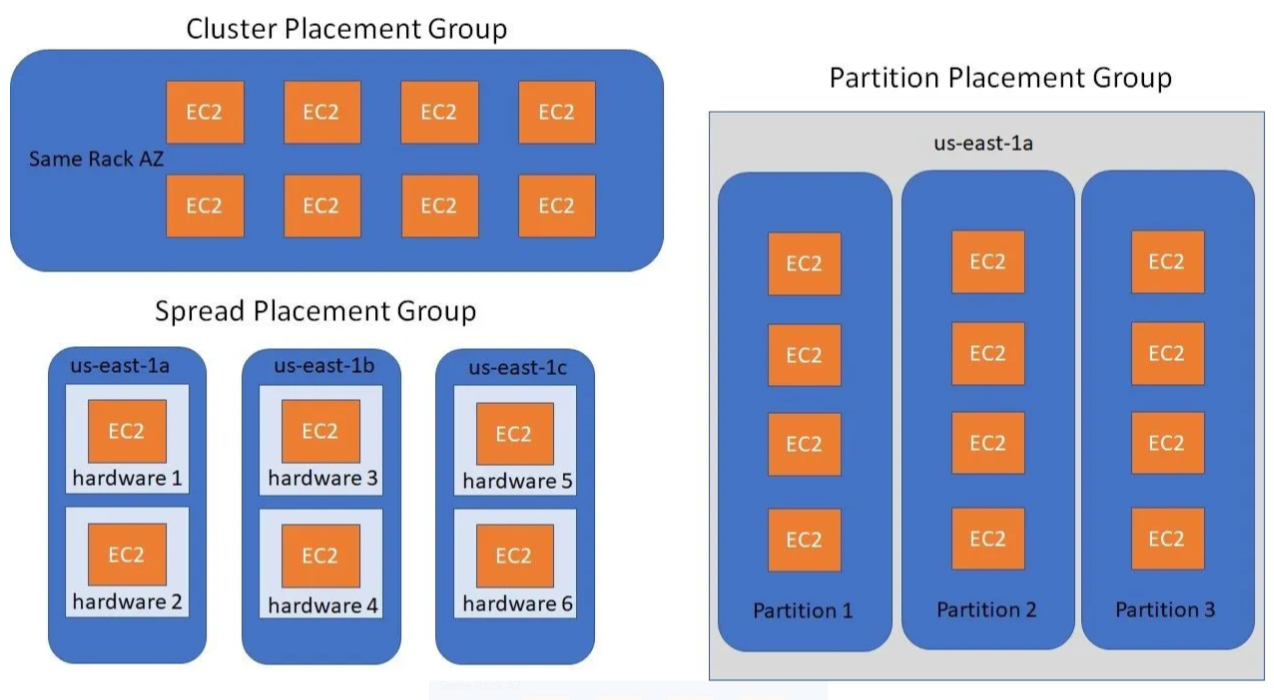 Cluster Placement Group
EC2 EC2 EC2 EC2
Same Rack AZ
EC2 EC2 EC2 EC2
Spread Placement Group
us-east-1a
EC2
hardware 1
EC2
hardware 2
us-east-1b
EC2
hardware 3
EC2
hardware 4
us-east-1c
EC2
hardware 5
EC2
hardware 6
Partition Placement Group
us-east-1a
EC2
EC2
EC2
EC2
Partition 1
EC2
EC2
EC2
EC2
Partition 2
EC2
EC2
EC2
EC2
Partition 3
Same Rack AZ